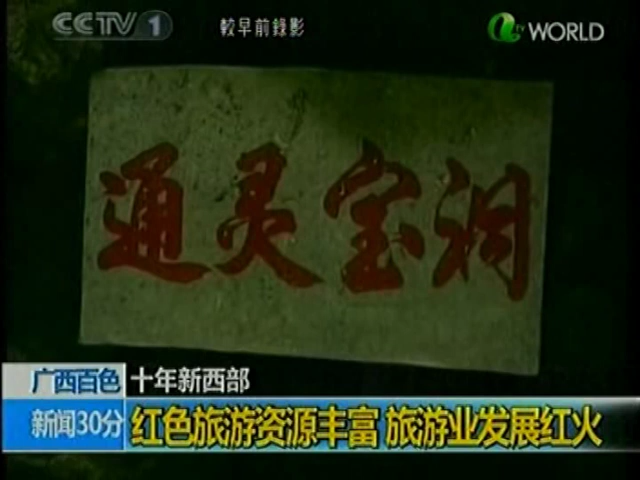 CCTV 1
較早前錄影
tv WORLD
通灵宝洞
广西百色
十年新西部
新闻30分
红色旅游资源丰富 旅游业发展红火